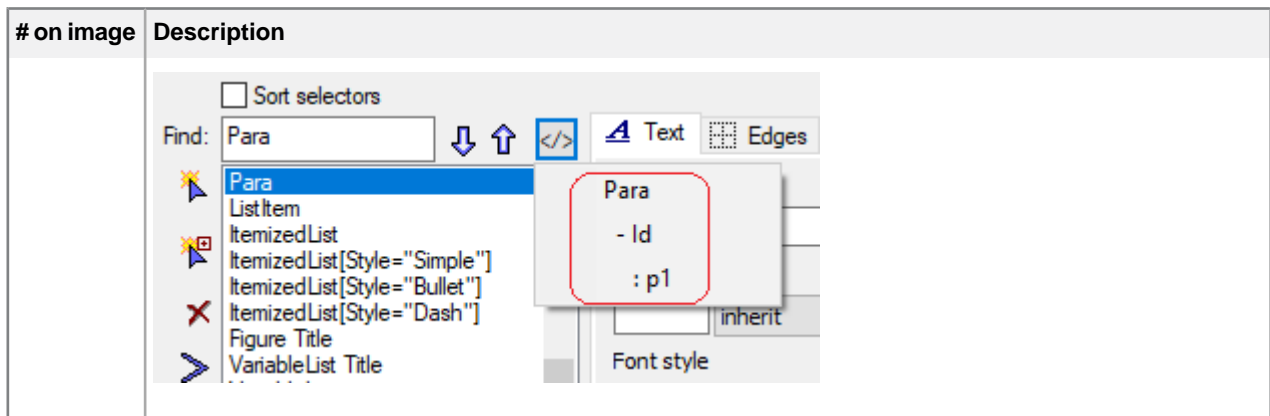 # on image Description
Sort selectors
Find: Para </> A Text Edges
Para
ListItem
ItemizedList
ItemizedList[Style="Simple"]
ItemizedList[Style="Bullet"]
ItemizedList[Style="Dash"]
Figure Title
VariableList Title
Para
- Id
: p1
inherit
Font style